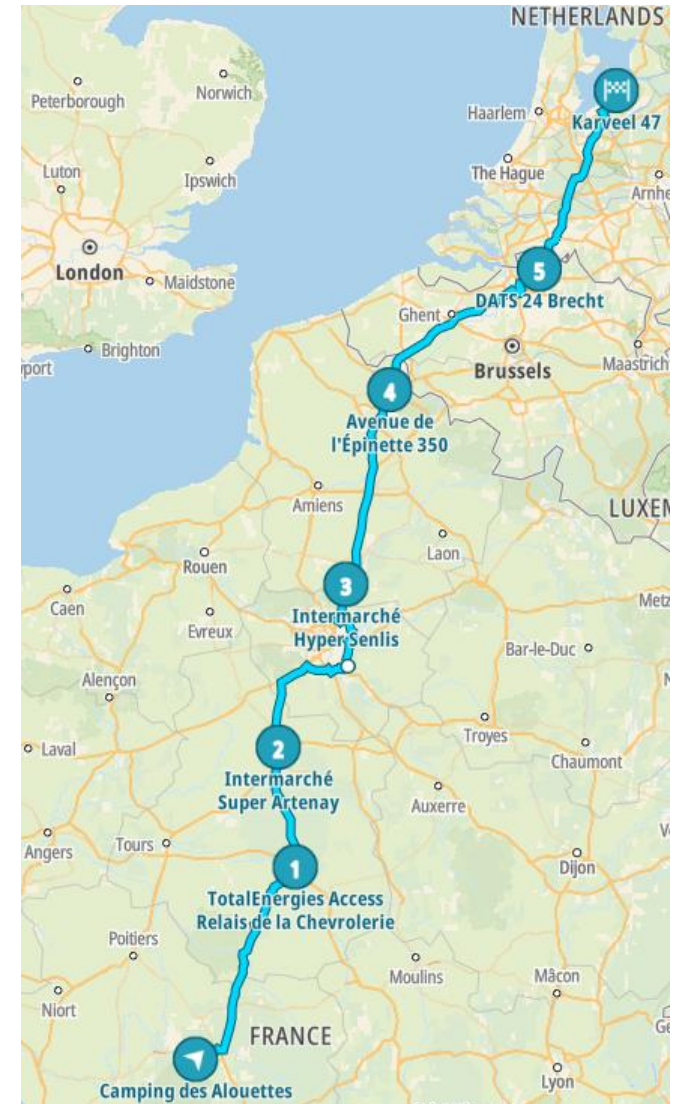 NETHERLANDS
Norwich
Peterborough
Haarlem
Karveel 47
Luton
Ipswich
The Hague
Arnhe
London
Maidstone
5
DATS 24 Brecht
Ghent
Brighton
port
Brussels
Maastrich
4
Avenue de
l'Épinette 350
Amiens
LUXEM
Laon
Rouen
3
Caen
Intermarché
Hyper Senlis
Metz
Evreux
Bar-le-Duc
Alençon
Troyes
Laval
2
Chaumont
Intermarché
Super Artenay
Auxerre
Angers
Tours
1
Dijon
TotalEnergies Access
Relais de la Chevrolerie
Poitiers
Moulins
Mâcon
Niort
Ge
FRANCE
Lyon
Camping des Alouettes